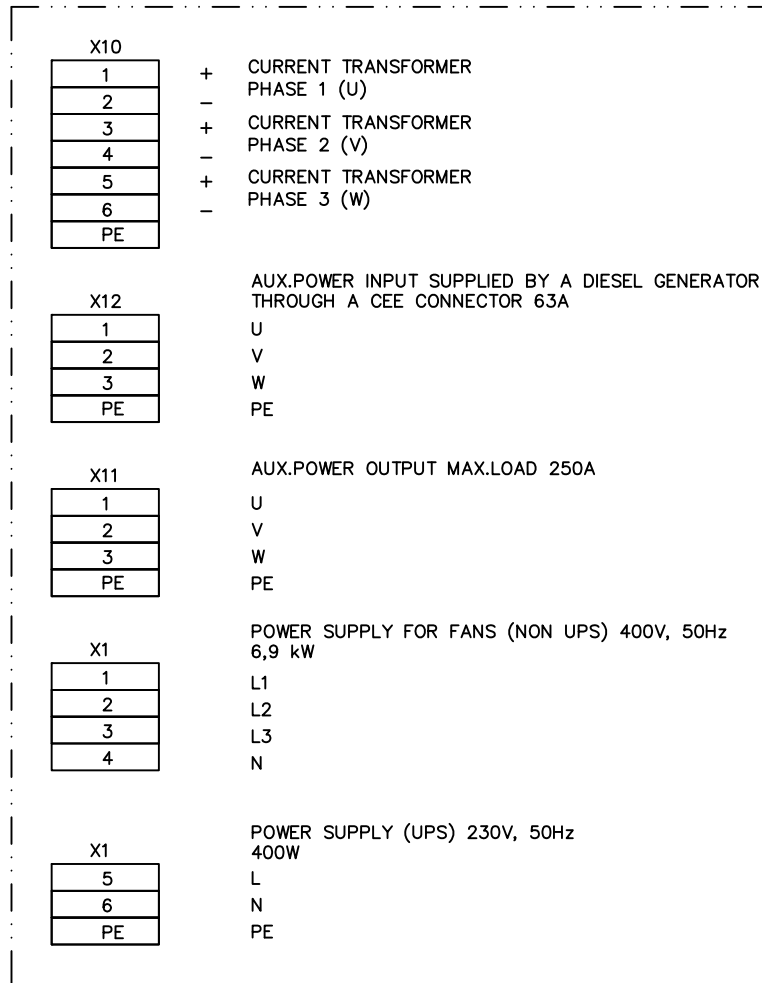 X10
1 + CURRENT TRANSFORMER
PHASE 1 (U)
2 –
3 + CURRENT TRANSFORMER
PHASE 2 (V)
4 –
5 + CURRENT TRANSFORMER
PHASE 3 (W)
6 –
PE
AUX.POWER INPUT SUPPLIED BY A DIESEL GENERATOR
X12 THROUGH A CEE CONNECTOR 63A
1 U
2 V
3 W
PE PE
X11 AUX.POWER OUTPUT MAX.LOAD 250A
1 U
2 V
3 W
PE PE
POWER SUPPLY FOR FANS (NON UPS) 400V, 50Hz
X1 6,9 kW
1 L1
2 L2
3 L3
4 N
POWER SUPPLY (UPS) 230V, 50Hz
X1 400W
5 L
6 N
PE PE